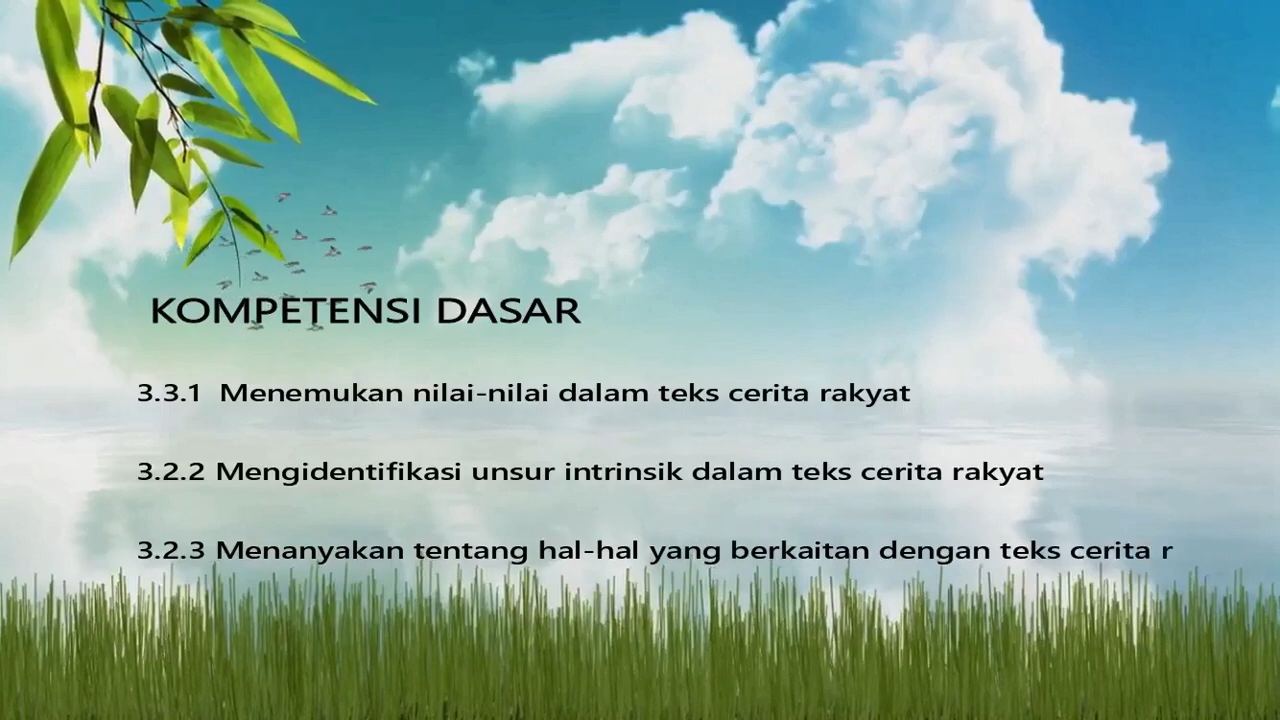 KOMPETENSI DASAR
3.3.1 Menemukan nilai-nilai dalam teks cerita rakyat
3.2.2 Mengidentifikasi unsur intrinsik dalam teks cerita rakyat
3.2.3 Menanyakan tentang hal-hal yang berkaitan dengan teks cerita r